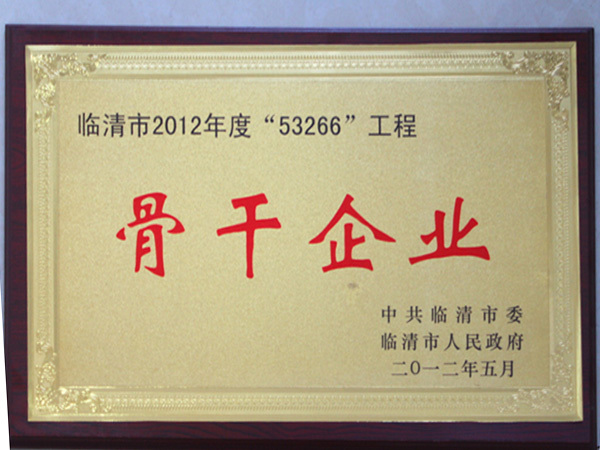 临清市2012年度“53266”工程
骨干企业
中共临清市委
临清市人民政府
二〇一二年五月